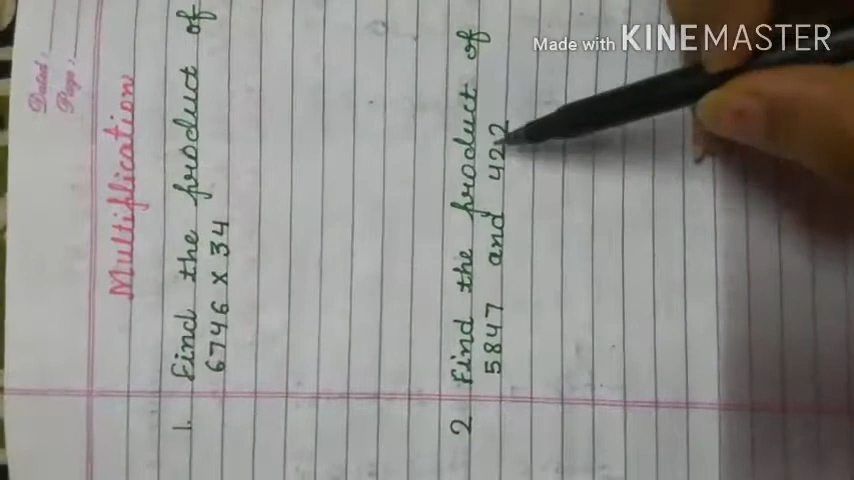 Made with KINEMASTER
Dated:
Page:
Multiplication
1. Find the product of
6746 x 34
2 Find the product of
5847 and 422